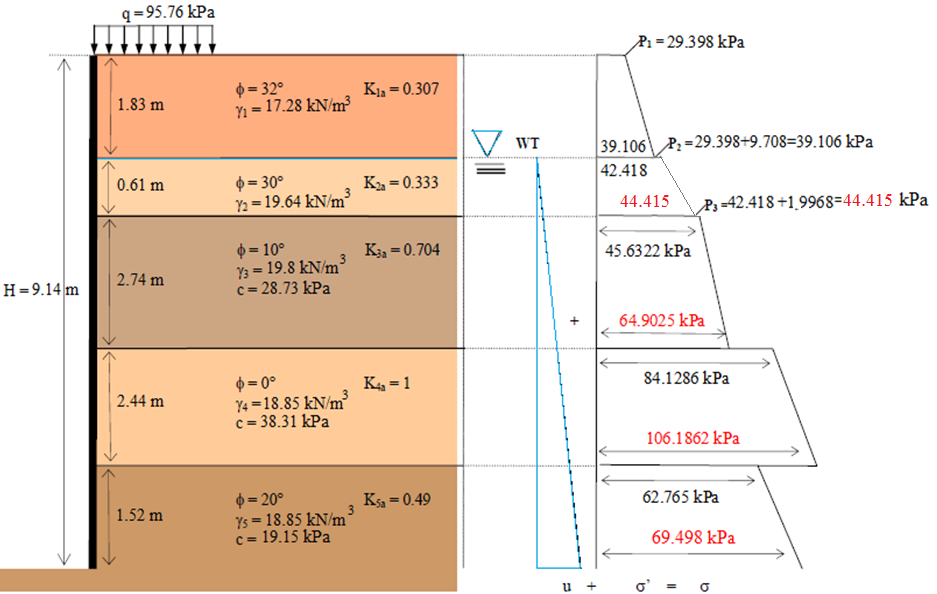 q = 95.76 kPa
P₁ = 29.398 kPa
1.83 m
ϕ = 32° K₁ₐ = 0.307
γ₁ = 17.28 kN/m³
WT
39.106
P₂ = 29.398+9.708=39.106 kPa
42.418
0.61 m
ϕ = 30° K₂ₐ = 0.333
γ₂ = 19.64 kN/m³
44.415
P₃ =42.418 +1,9968=44.415 kPa
H = 9.14 m
2.74 m
ϕ = 10° K₃ₐ = 0.704
γ₃ = 19.8 kN/m³
c = 28.73 kPa
45.6322 kPa
+
64.9025 kPa
2.44 m
ϕ = 0° K₄ₐ = 1
γ₄ =18.85 kN/m³
c = 38.31 kPa
84.1286 kPa
106.1862 kPa
1.52 m
ϕ = 20° K₅ₐ = 0.49
γ₅ = 18.85 kN/m³
c = 19.15 kPa
62.765 kPa
69.498 kPa
u + σ' = σ